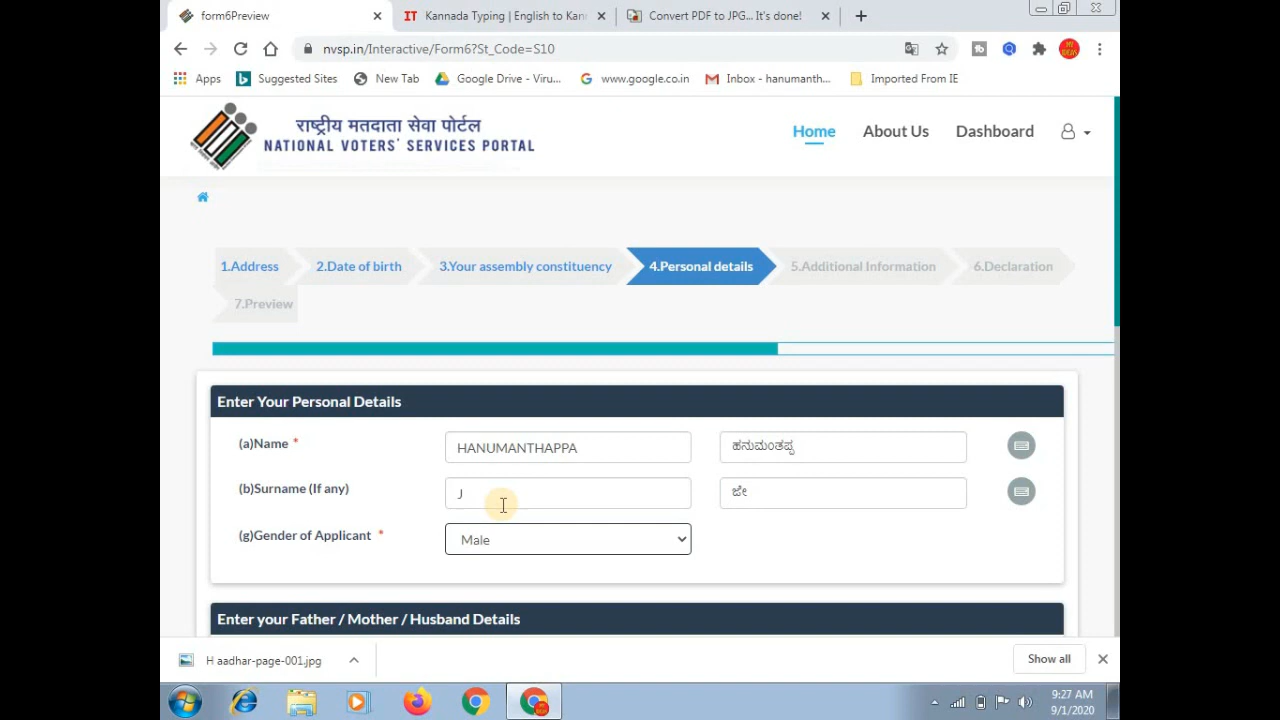 form6Preview
Kannada Typing | English to Kan
Convert PDF to JPG... It's done!
nvsp.in/Interactive/Form6?St_Code=S10
Apps
Suggested Sites
New Tab
Google Drive - Viru...
www.google.co.in
Inbox - hanumanth...
Imported From IE
राष्ट्रीय मतदाता सेवा पोर्टल
NATIONAL VOTERS' SERVICES PORTAL
Home
About Us
Dashboard
1.Address
2.Date of birth
3.Your assembly constituency
4.Personal details
5.Additional Information
6.Declaration
7.Preview
Enter Your Personal Details
(a)Name *
HANUMANTHAPPA
ಹನುಮಂತಪ್ಪ
(b)Surname (If any)
J
ಜೇ
(g)Gender of Applicant *
Male
Enter your Father / Mother / Husband Details
H aadhar-page-001.jpg
Show all
9:27 AM
9/1/2020